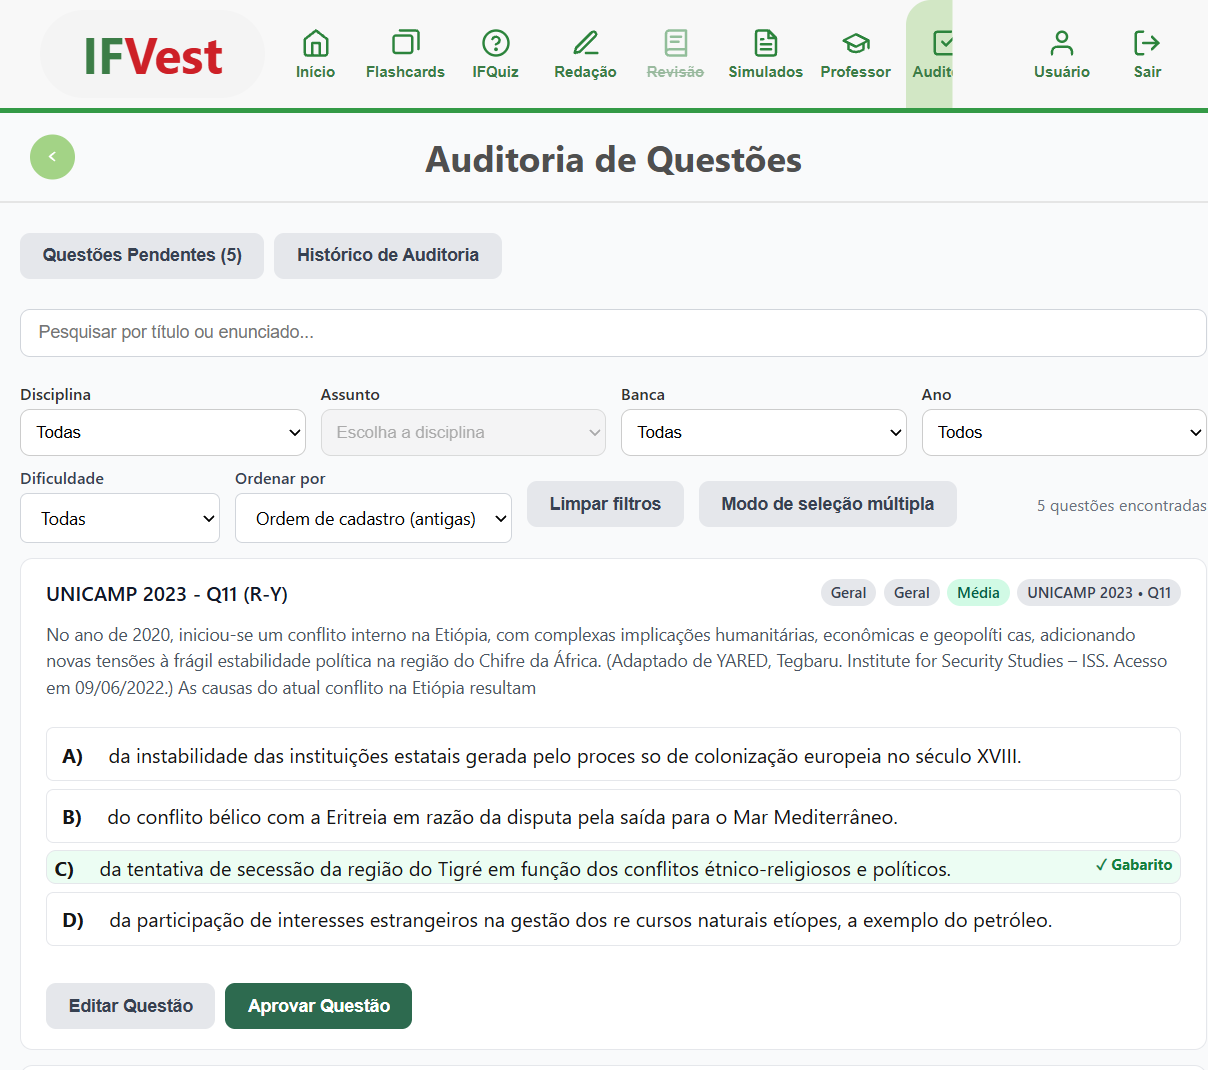 IFVest
Início
Flashcards
IFQuiz
Redação
Revisão
Simulados
Professor
Audit
Usuário
Sair
Auditoria de Questões
Questões Pendentes (5)
Histórico de Auditoria
Pesquisar por título ou enunciado...
Disciplina
Assunto
Banca
Ano
Todas
Escolha a disciplina
Todas
Todos
Dificuldade
Ordenar por
Todas
Ordem de cadastro (antigas)
Limpar filtros
Modo de seleção múltipla
5 questões encontradas
UNICAMP 2023 - Q11 (R-Y)
Geral
Geral
Média
UNICAMP 2023 • Q11
No ano de 2020, iniciou-se um conflito interno na Etiópia, com complexas implicações humanitárias, econômicas e geopolíti cas, adicionando
novas tensões à frágil estabilidade política na região do Chifre da África. (Adaptado de YARED, Tegbaru. Institute for Security Studies – ISS. Acesso
em 09/06/2022.) As causas do atual conflito na Etiópia resultam
A) da instabilidade das instituições estatais gerada pelo proces so de colonização europeia no século XVIII.
B) do conflito bélico com a Eritreia em razão da disputa pela saída para o Mar Mediterrâneo.
C) da tentativa de secessão da região do Tigré em função dos conflitos étnico-religiosos e políticos.
✓ Gabarito
D) da participação de interesses estrangeiros na gestão dos re cursos naturais etíopes, a exemplo do petróleo.
Editar Questão
Aprovar Questão